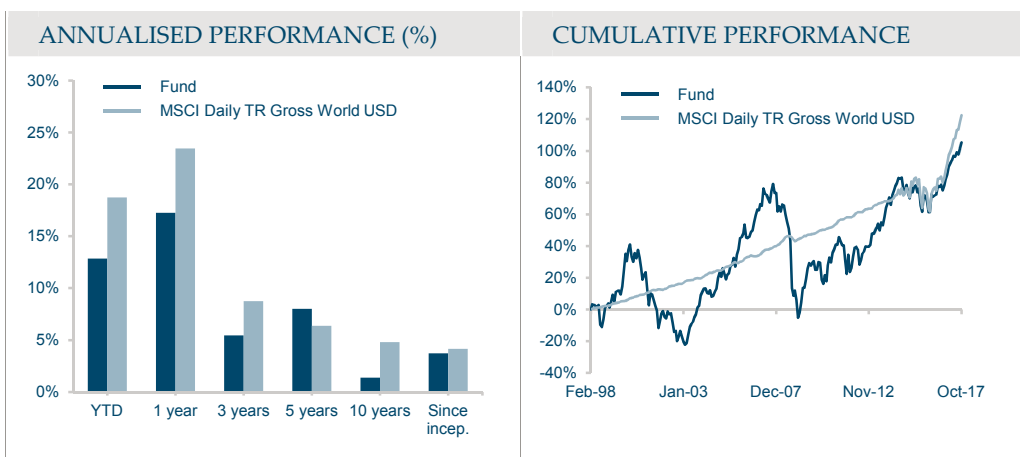 ANNUALISED PERFORMANCE (%)
30%
25%
20%
15%
10%
5%
0%
Fund
MSCI Daily TR Gross World USD
YTD 1 year 3 years 5 years 10 years Since
incep.
CUMULATIVE PERFORMANCE
140%
120%
100%
80%
60%
40%
20%
0%
-20%
-40%
Fund
MSCI Daily TR Gross World USD
Feb-98 Jan-03 Dec-07 Nov-12 Oct-17